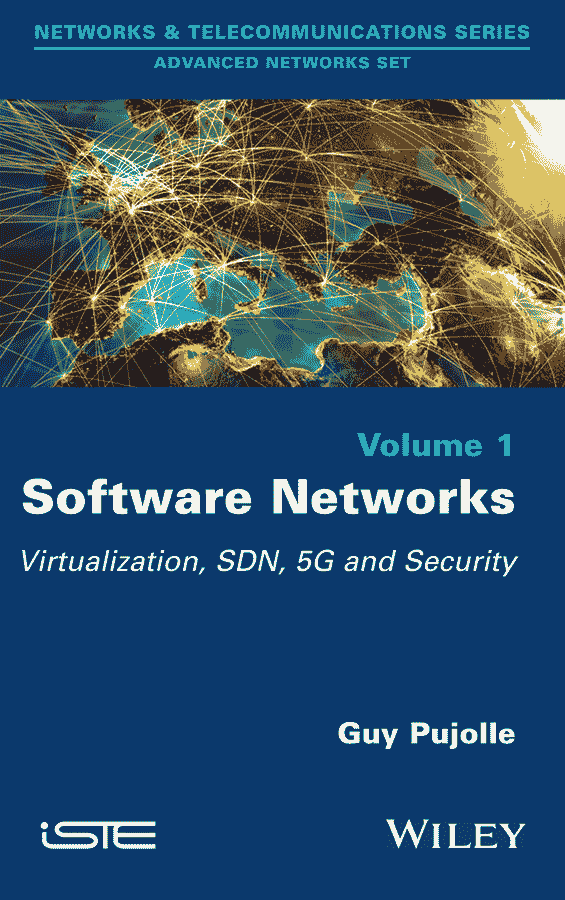 NETWORKS & TELECOMMUNICATIONS SERIES
ADVANCED NETWORKS SET
Volume 1
Software Networks
Virtualization, SDN, 5G and Security
Guy Pujolle
iSTE
WILEY